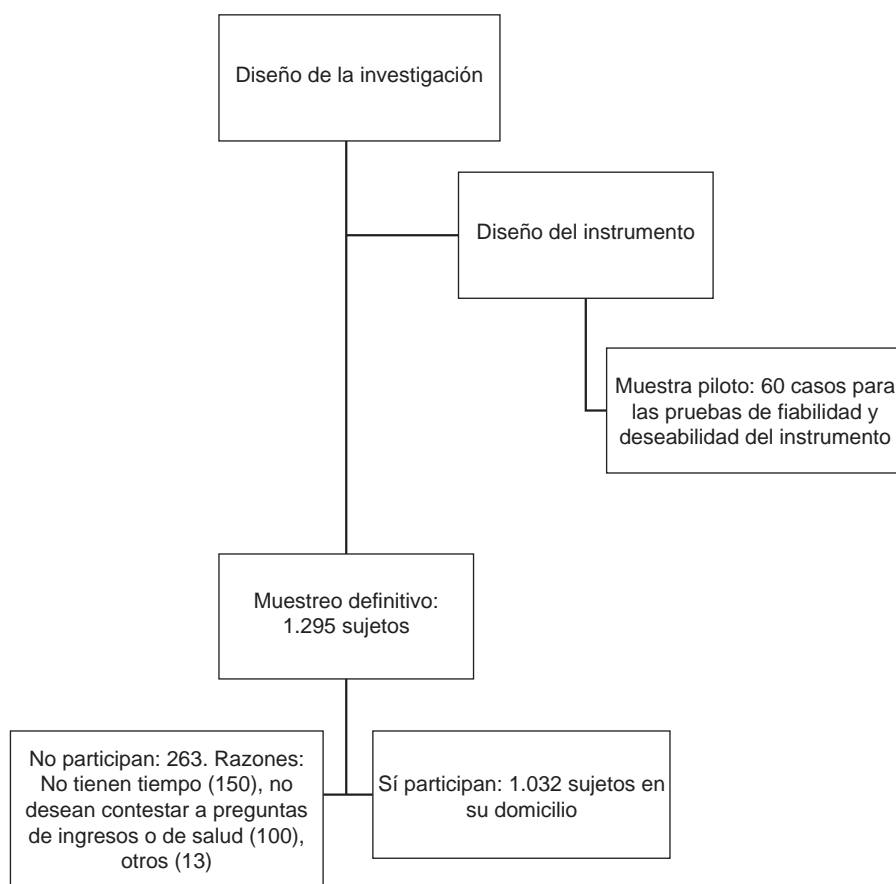 Diseño de la investigación
Diseño del instrumento
Muestra piloto: 60 casos para
las pruebas de fiabilidad y
deseabilidad del instrumento
Muestreo definitivo:
1.295 sujetos
No participan: 263. Razones:
No tienen tiempo (150), no
desean contestar a preguntas
de ingresos o de salud (100),
otros (13)
Sí participan: 1.032 sujetos en
su domicilio